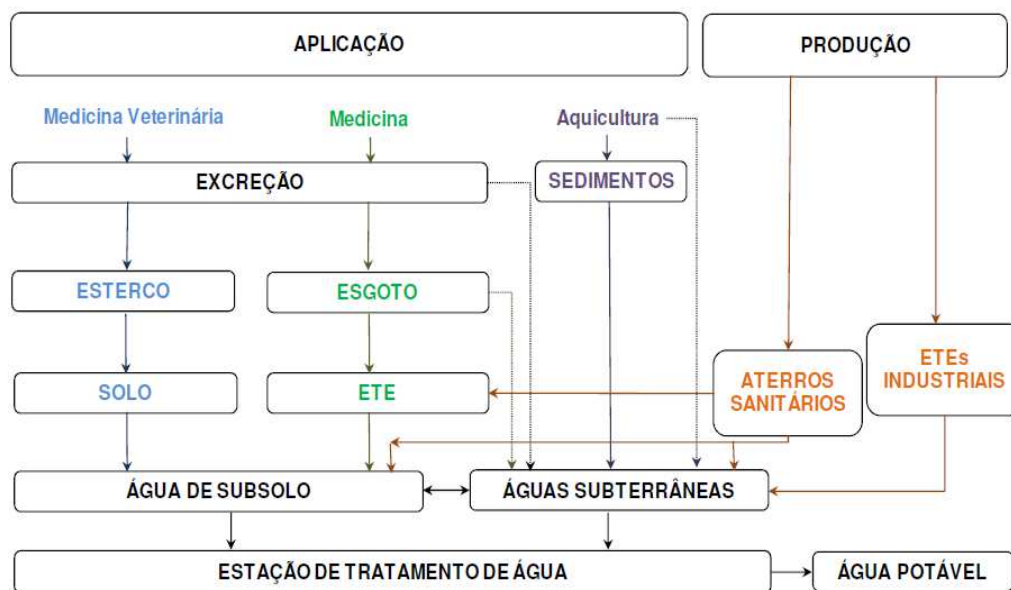 APLICAÇÃO
PRODUÇÃO
Medicina Veterinária
Medicina
Aquicultura
EXCREÇÃO
SEDIMENTOS
ESTERCO
ESGOTO
SOLO
ETE
ATERROS
SANITÁRIOS
ETEs
INDUSTRIAIS
ÁGUA DE SUBSOLO
ÁGUAS SUBTERRÂNEAS
ESTAÇÃO DE TRATAMENTO DE ÁGUA
ÁGUA POTÁVEL